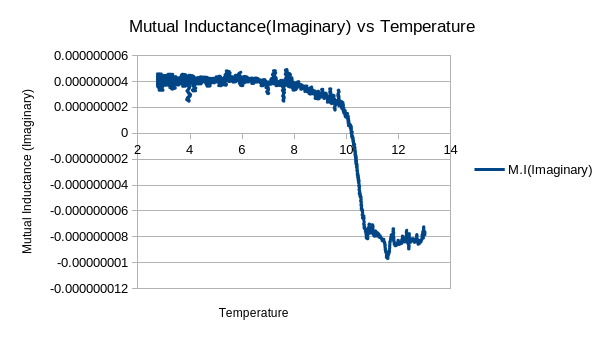 Mutual Inductance(Imaginary) vs Temperature
0.000000006
0.000000004
0.000000002
0
2 4 6 8 10 12 14
-0.000000002
-0.000000004
-0.000000006
-0.000000008
-0.00000001
-0.000000012
Mutual Inductance (Imaginary)
M.I(Imaginary)
Temperature